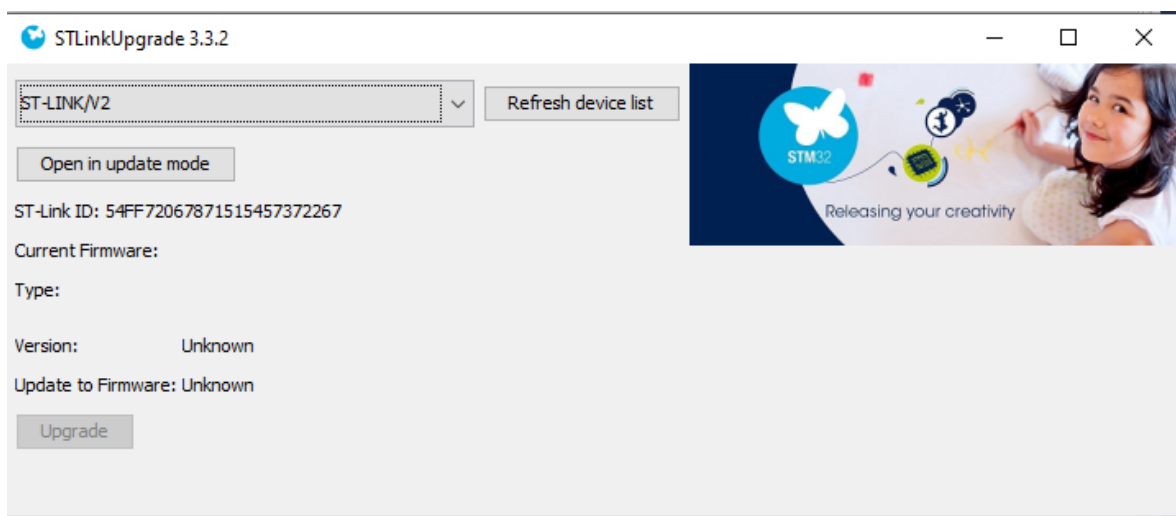 STLinkUpgrade 3.3.2
ST-LINK/V2
Refresh device list
Open in update mode
ST-Link ID: 54FF72067871515457372267
Current Firmware:
Type:
Version: Unknown
Update to Firmware: Unknown
Upgrade
STM32
Releasing your creativity